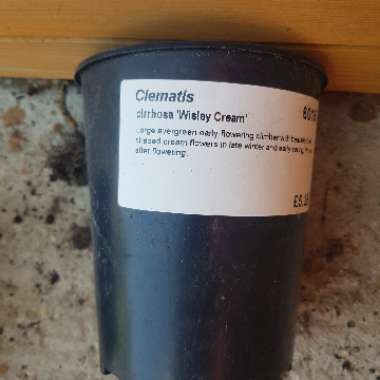 Clematis
cirrhosa 'Wisley Cream'
Large evergreen early flowering climber with
cream flowers in late winter and early
after flowering.